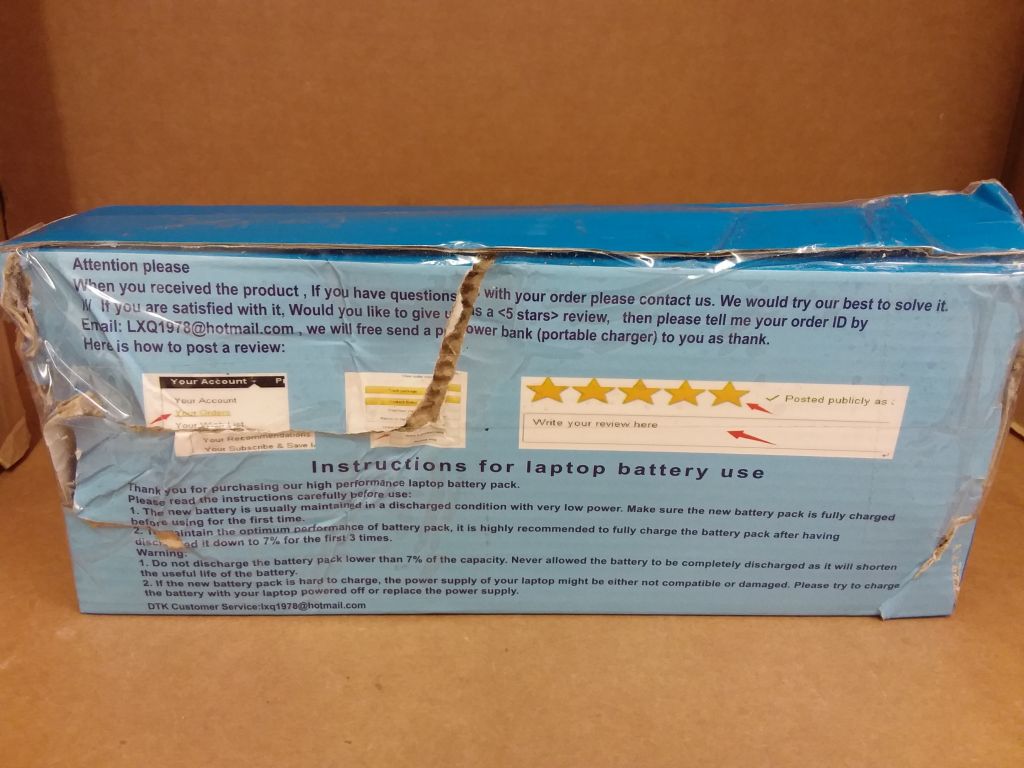 Attention please
When you received the product , If you have questions with your order please contact us. We would try our best to solve it.
If you are satisfied with it, Would you like to give us as a <5 stars> review, then please tell me your order ID by
Email: LXQ1978@hotmail.com , we will free send a power bank (portable charger) to you as thank.
Here is how to post a review:
Your Account
Your Account
Your Orders
Your Wish List
Your Recommendations
Your Subscribe & Save
Posted publicly as
Write your review here
Instructions for laptop battery use
Thank you for purchasing our high performance laptop battery pack.
Please read the instructions carefully before use:
1. The new battery is usually maintained in a discharged condition with very low power. Make sure the new battery pack is fully charged
before using for the first time.
2. To maintain the optimum performance of battery pack, it is highly recommended to fully charge the battery pack after having
it down to 7% for the first 3 times.
Warning:
1. Do not discharge the battery pack lower than 7% of the capacity. Never allowed the battery to be completely discharged as it will shorten
the useful life of the battery.
2. If the new battery pack is hard to charge, the power supply of your laptop might be either not compatible or damaged. Please try to charge
the battery with your laptop powered off or replace the power supply.
DTK Customer Service:lxq1978@hotmail.com